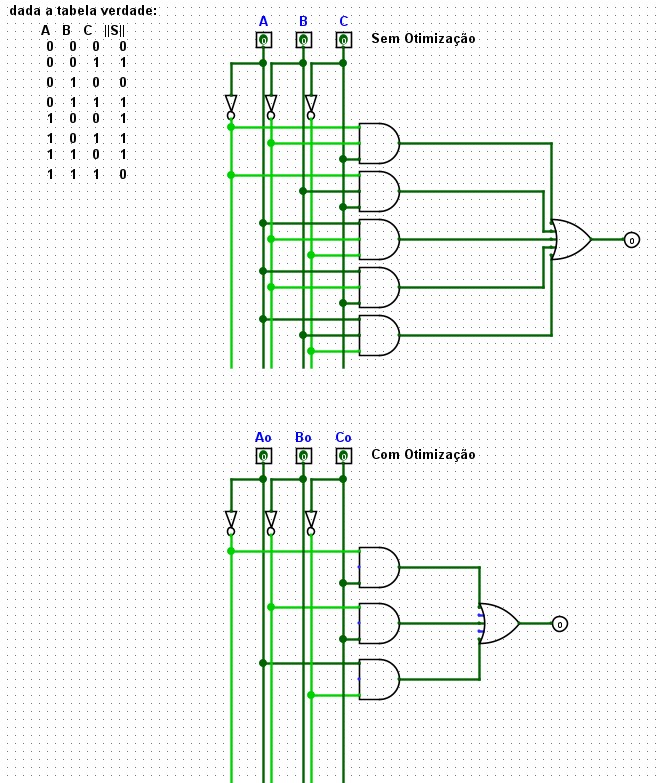 dada a tabela verdade:
A B C ||S||
0 0 0 0
0 0 1 1
0 1 0 0
0 1 1 1
1 0 0 1
1 0 1 1
1 1 0 1
1 1 1 0
A B C
0 0 0
Sem Otimização
0
Ao Bo Co
0 0 0
Com Otimização
0